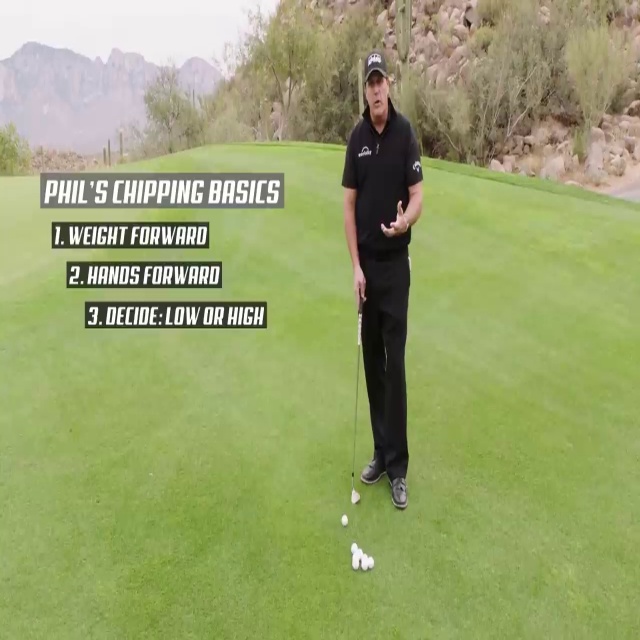 PHIL'S CHIPPING BASICS
1. WEIGHT FORWARD
2. HANDS FORWARD
3. DECIDE: LOW OR HIGH